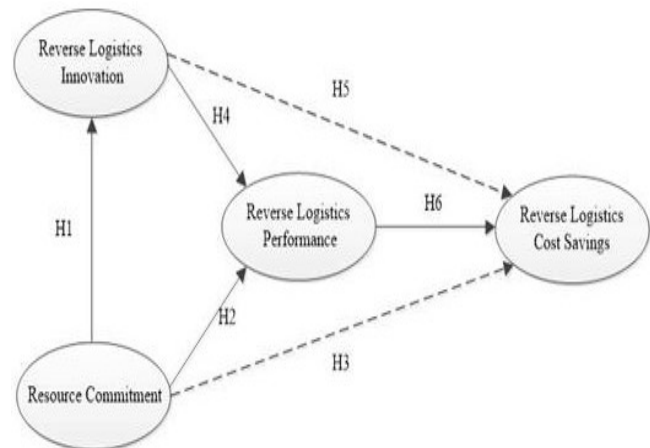 Reverse Logistics
Innovation
H5
H4
Reverse Logistics
Performance
H6
Reverse Logistics
Cost Savings
H1
H2
H3
Resource Commitment